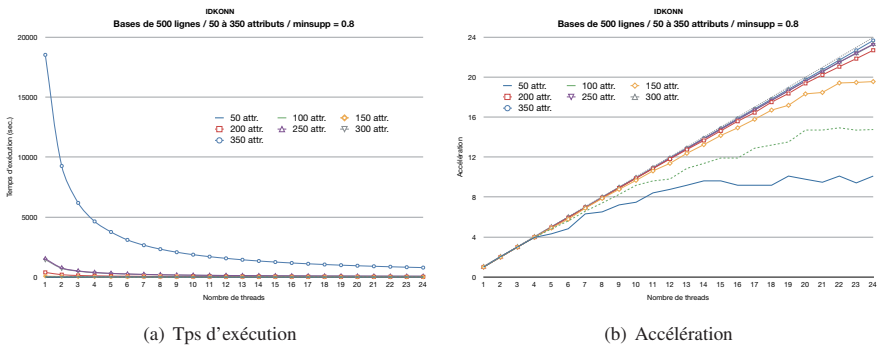 IDKONN
Bases de 500 lignes / 50 à 350 attributs / minsupp = 0.8
Temps d'exécution (sec.)
20000
15000
10000
5000
0
50 attr.
100 attr.
150 attr.
200 attr.
250 attr.
300 attr.
350 attr.
1 2 3 4 5 6 7 8 9 10 11 12 13 14 15 16 17 18 19 20 21 22 23 24
Nombre de threads
(a) Tps d'exécution
IDKONN
Bases de 500 lignes / 50 à 350 attributs / minsupp = 0.8
Accélération
24
20
16
12
8
4
0
50 attr.
100 attr.
150 attr.
200 attr.
250 attr.
300 attr.
350 attr.
1 2 3 4 5 6 7 8 9 10 11 12 13 14 15 16 17 18 19 20 21 22 23 24
Nombre de threads
(b) Accélération